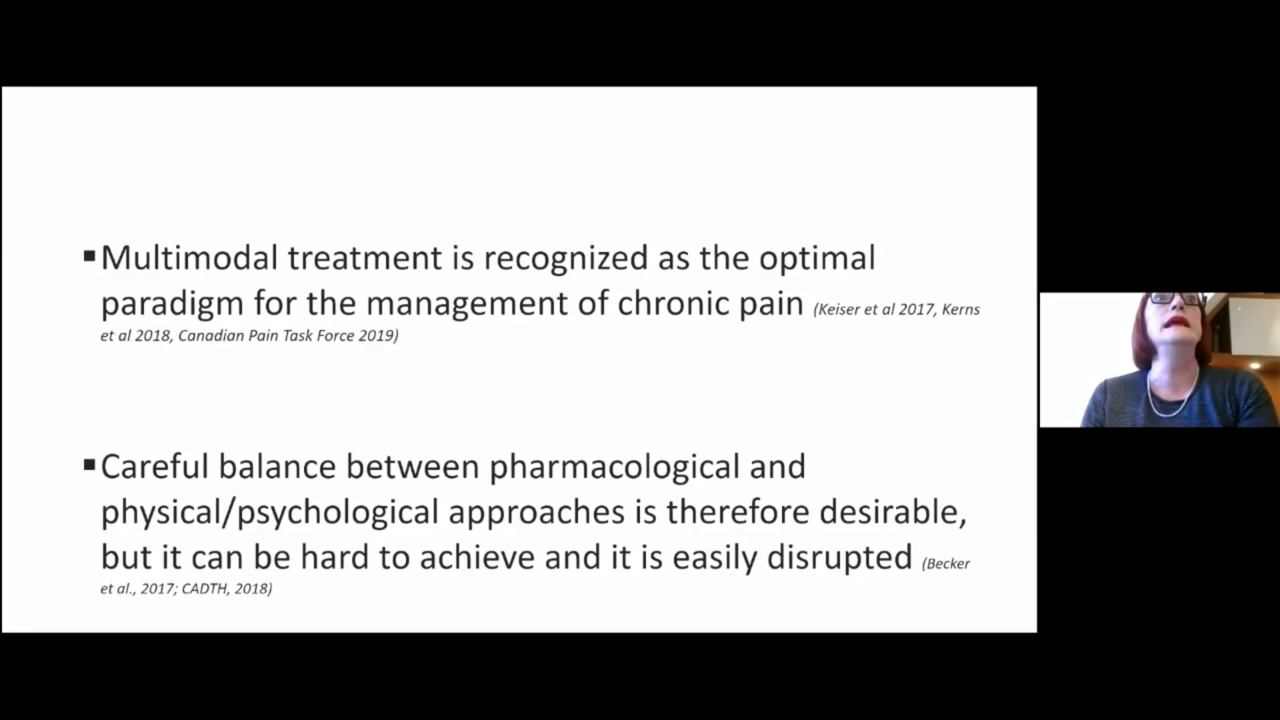 ▪Multimodal treatment is recognized as the optimal
paradigm for the management of chronic pain (Keiser et al 2017, Kerns
et al 2018, Canadian Pain Task Force 2019)
▪Careful balance between pharmacological and
physical/psychological approaches is therefore desirable,
but it can be hard to achieve and it is easily disrupted (Becker
et al., 2017; CADTH, 2018)